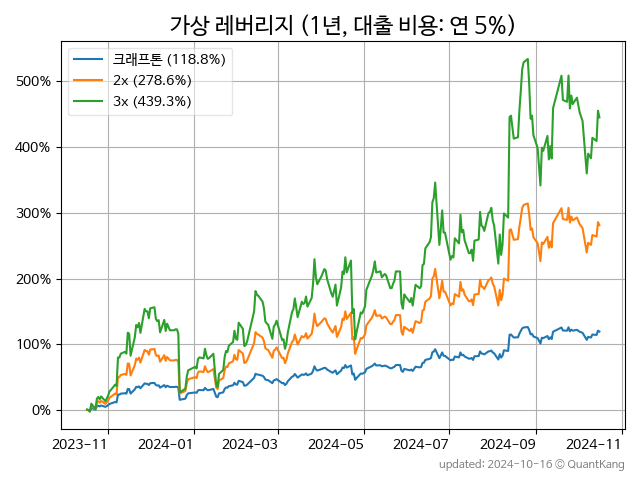 가상 레버리지 (1년, 대출 비용: 연 5%)
크래프톤 (118.8%)
2x (278.6%)
3x (439.3%)
500%
400%
300%
200%
100%
0%
2023-11 2024-01 2024-03 2024-05 2024-07 2024-09 2024-11
updated: 2024-10-16 © QuantKang